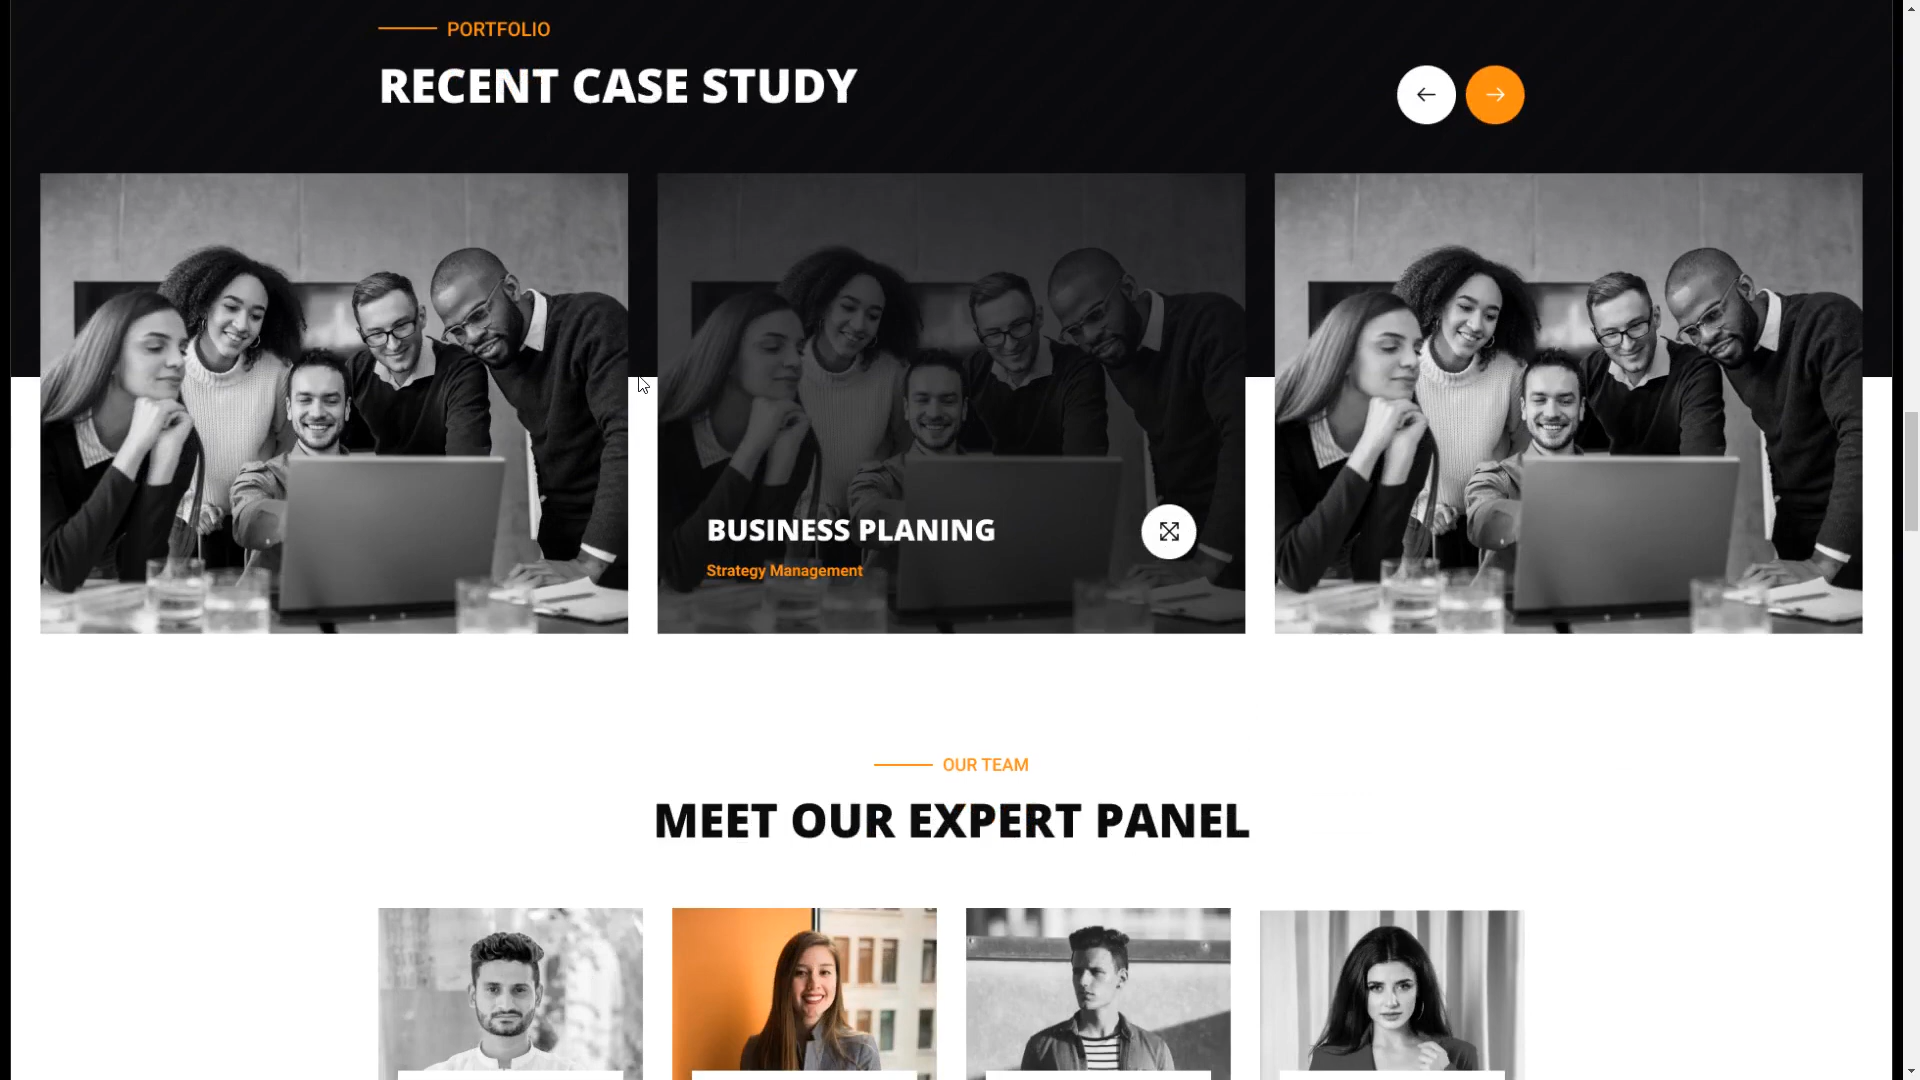 PORTFOLIO
RECENT CASE STUDY
BUSINESS PLANING
Strategy Management
OUR TEAM
MEET OUR EXPERT PANEL